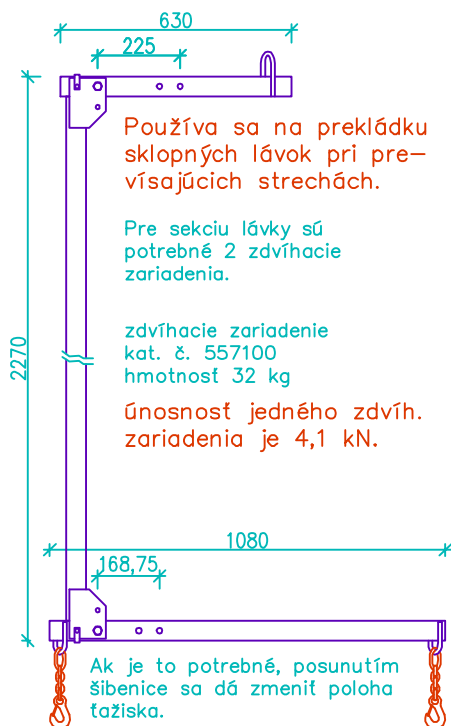 630
225
Používa sa na prekládku
sklopných lávok pri pre–
vísajúcich strechách.
Pre sekciu lávky sú
potrebné 2 zdvíhacie
zariadenia.
2270
zdvíhacie zariadenie
kat. č. 557100
hmotnosť 32 kg
únosnosť jedného zdvíh.
zariadenia je 4,1 kN.
1080
168,75
Ak je to potrebné, posunutím
šibenice sa dá zmeniť poloha
ťažiska.